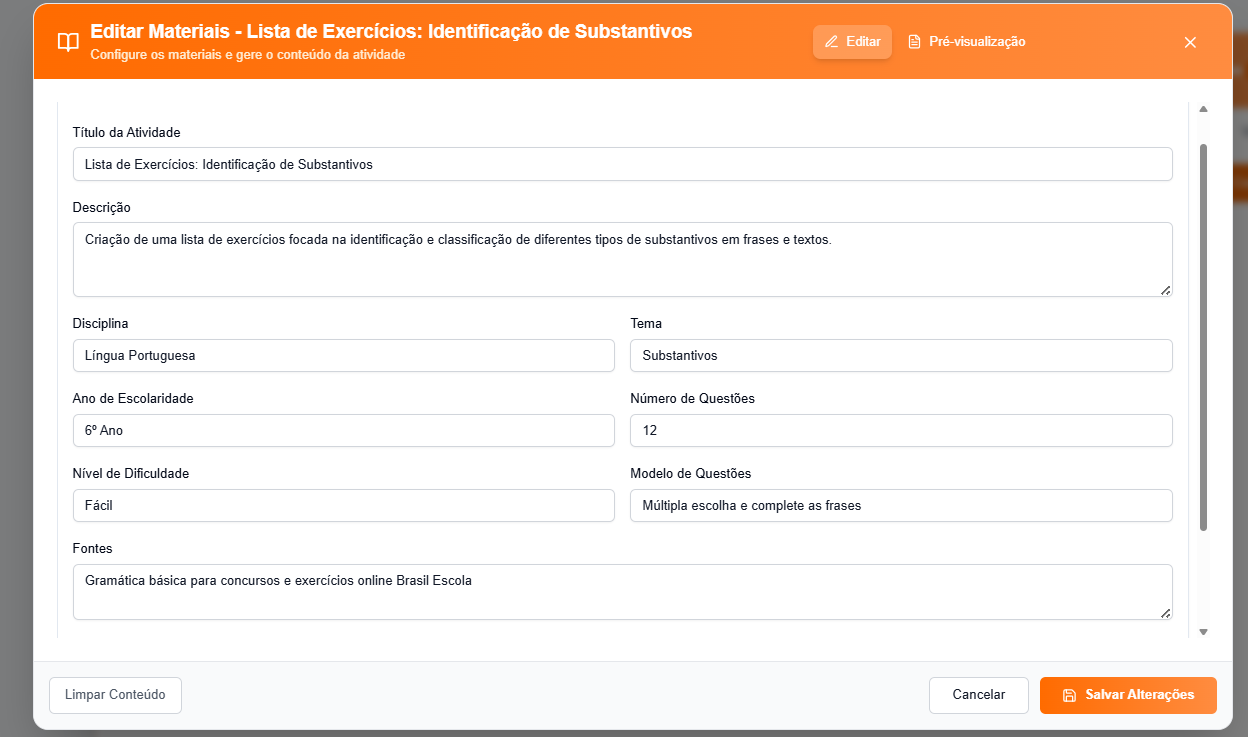 Editar Materiais - Lista de Exercícios: Identificação de Substantivos
Configure os materiais e gere o conteúdo da atividade
Editar
Pré-visualização
Título da Atividade
Lista de Exercícios: Identificação de Substantivos
Descrição
Criação de uma lista de exercícios focada na identificação e classificação de diferentes tipos de substantivos em frases e textos.
Disciplina
Tema
Língua Portuguesa
Substantivos
Ano de Escolaridade
Número de Questões
6º Ano
12
Nível de Dificuldade
Modelo de Questões
Fácil
Múltipla escolha e complete as frases
Fontes
Gramática básica para concursos e exercícios online Brasil Escola
Limpar Conteúdo
Cancelar
Salvar Alterações